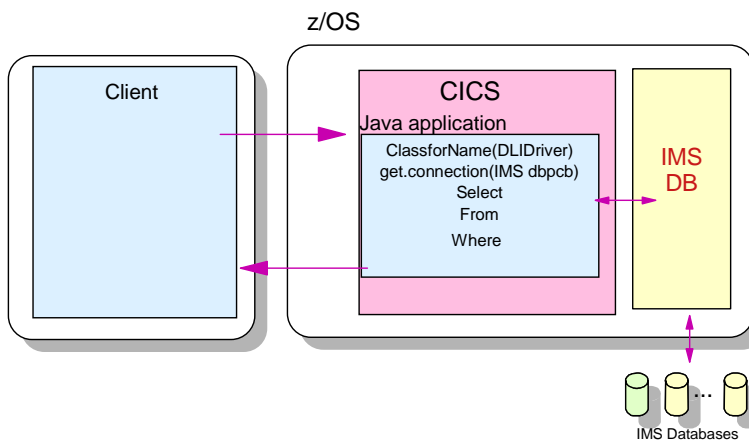 z/OS
Client
CICS
Java application
ClassforName(DLIDriver)
get.connection(IMS dbpcb)
Select
From
Where
IMS
DB
...
IMS Databases